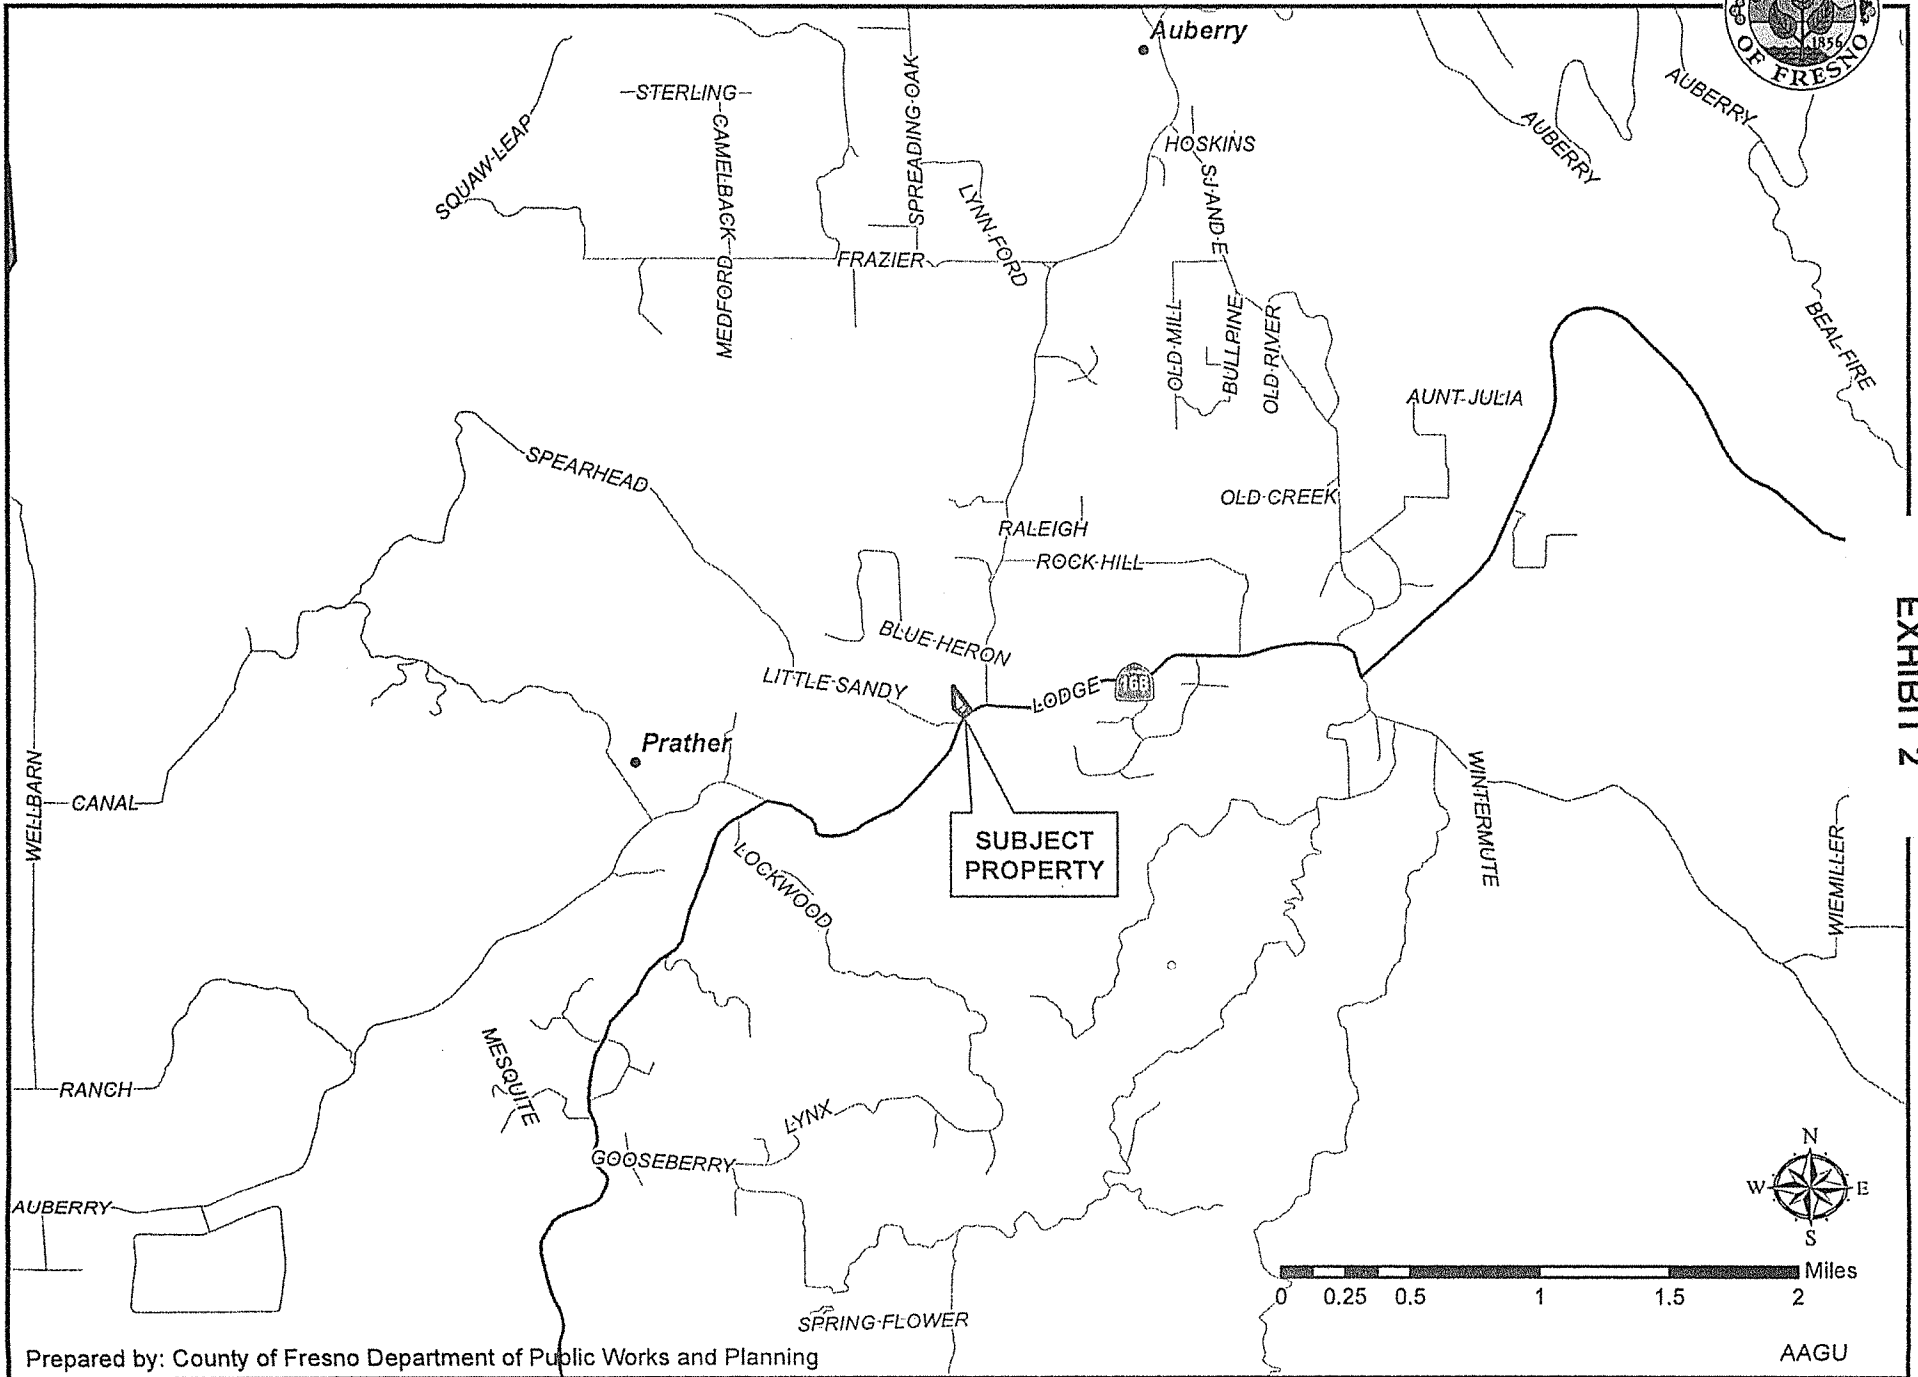 Auberry
1856
OF FRESNO
STERLING
SPREADING OAK
AUBERRY
AUBERRY
SQUAW LEAP
CAMELBACK
HOSKINS
SJ AND E
LYNN FORD
FRAZIER
MEDFORD
OLD MILL
BULLPINE
OLD RIVER
BEAL FIRE
AUNT JULIA
SPEARHEAD
OLD CREEK
RALEIGH
ROCK HILL
BLUE HERON
LITTLE SANDY
LODGE
168
EXHIBIT 2
Prather
WELLBARN
CANAL
SUBJECT
PROPERTY
WINTERMUTE
WIEMILLER
LOCKWOOD
MESQUITE
RANCH
LYNX
GOOSEBERRY
AUBERRY
N
W
E
S
Miles
0 0.25 0.5 1 1.5 2
SPRING FLOWER
Prepared by: County of Fresno Department of Public Works and Planning
AAGU